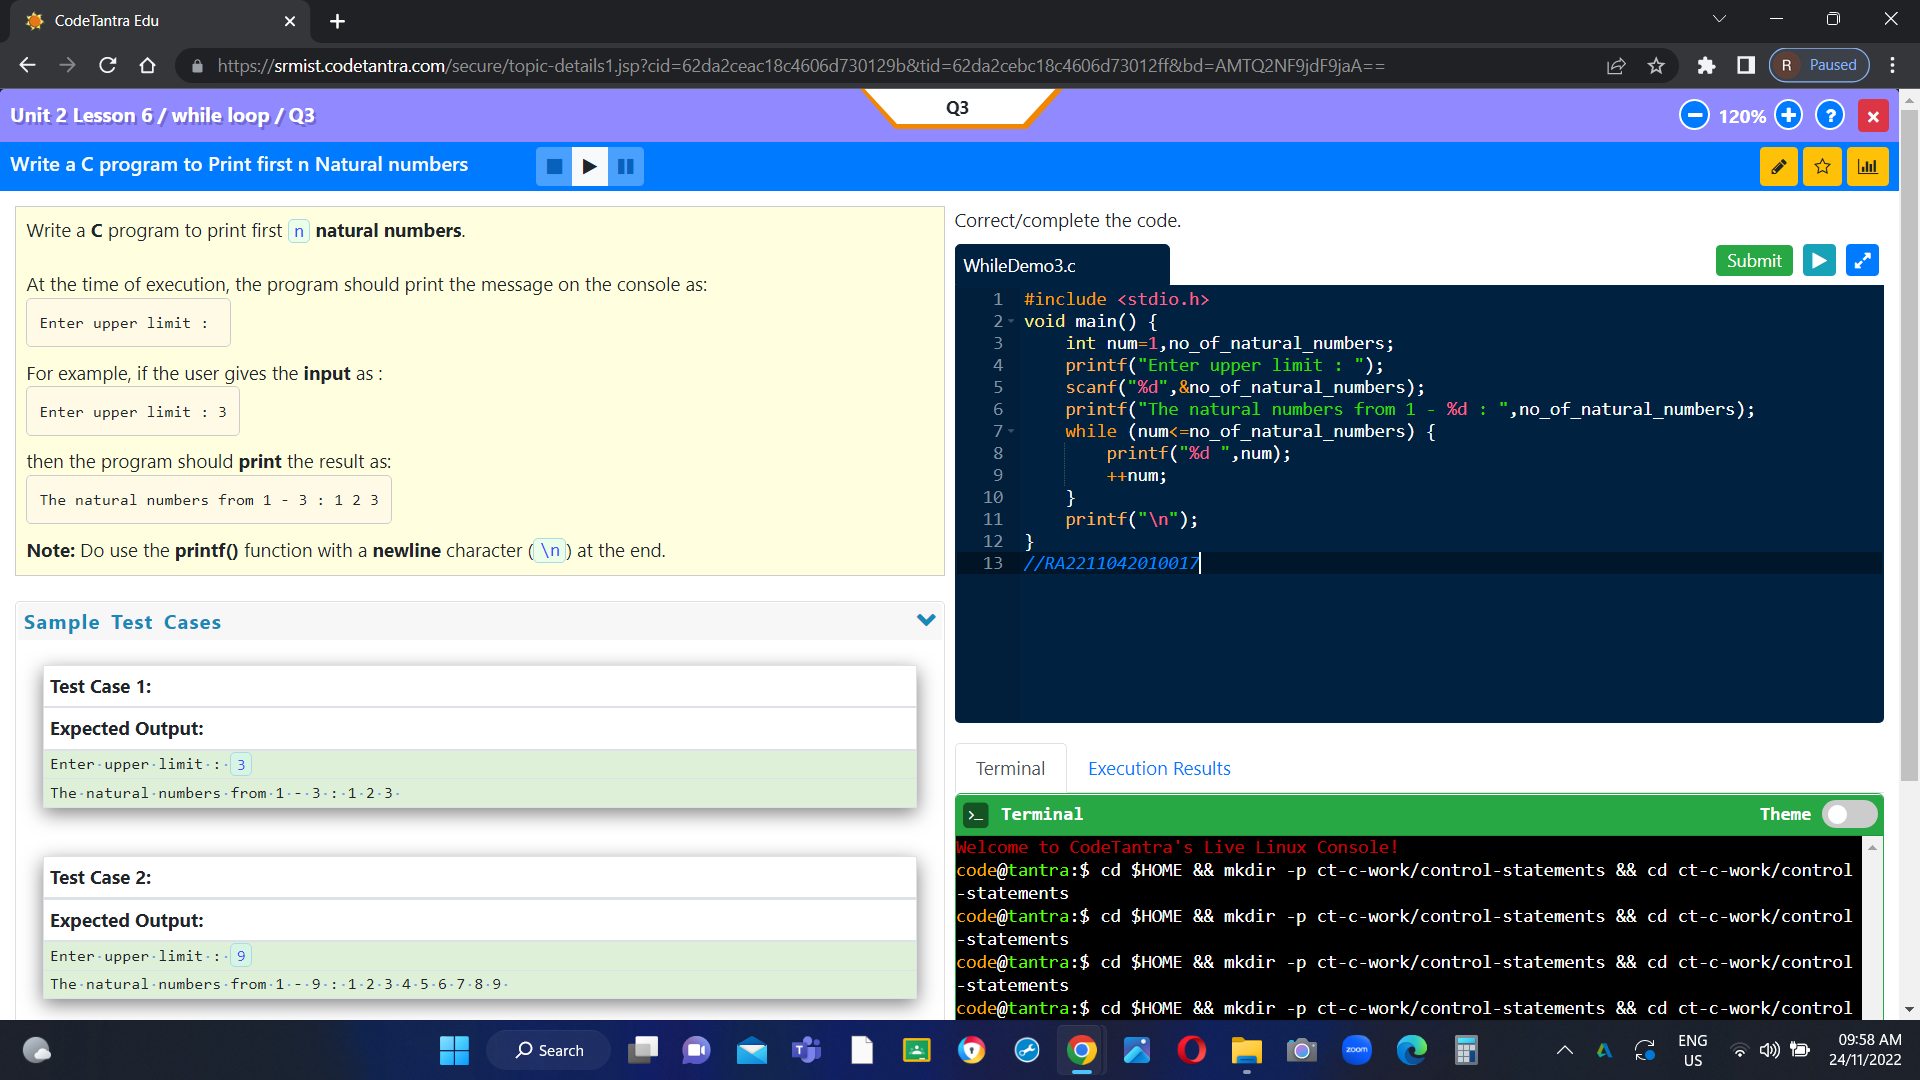 CodeTantra Edu
https://srmist.codetantra.com/secure/topic-details1.jsp?cid=62da2ceac18c4606d730129b&tid=62da2cebc18c4606d73012ff&bd=AMTQ2NF9jdF9jaA==
R Paused
Unit 2 Lesson 6 / while loop / Q3
Q3
120%
Write a C program to Print first n Natural numbers
Write a C program to print first n natural numbers.
At the time of execution, the program should print the message on the console as:
Enter upper limit :
For example, if the user gives the input as :
Enter upper limit : 3
then the program should print the result as:
The natural numbers from 1 - 3 : 1 2 3
Note: Do use the printf() function with a newline character ( \n ) at the end.
Sample Test Cases
Test Case 1:
Expected Output:
Enter·upper·limit·:· 3
The·natural·numbers·from·1·-·3·:·1·2·3·
Test Case 2:
Expected Output:
Enter·upper·limit·:· 9
The·natural·numbers·from·1·-·9·:·1·2·3·4·5·6·7·8·9·
Correct/complete the code.
WhileDemo3.c
Submit
1 #include <stdio.h>
2 void main() {
3 int num=1,no_of_natural_numbers;
4 printf("Enter upper limit : ");
5 scanf("%d",&no_of_natural_numbers);
6 printf("The natural numbers from 1 - %d : ",no_of_natural_numbers);
7 while (num<=no_of_natural_numbers) {
8 printf("%d ",num);
9 ++num;
10 }
11 printf("\n");
12 }
13 //RA2211042010017
Terminal
Execution Results
Terminal
Theme
Welcome to CodeTantra's Live Linux Console!
code@tantra:$ cd $HOME && mkdir -p ct-c-work/control-statements && cd ct-c-work/control
-statements
code@tantra:$ cd $HOME && mkdir -p ct-c-work/control-statements && cd ct-c-work/control
-statements
code@tantra:$ cd $HOME && mkdir -p ct-c-work/control-statements && cd ct-c-work/control
-statements
code@tantra:$ cd $HOME && mkdir -p ct-c-work/control-statements && cd ct-c-work/control
Search
zoom
ENG
US
09:58 AM
24/11/2022